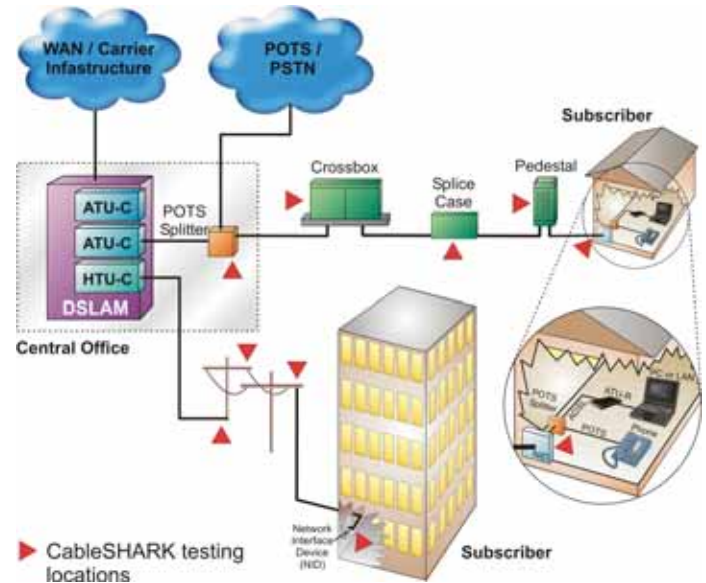 WAN / Carrier
Infastructure
POTS /
PSTN
Subscriber
Crossbox
Splice
Case
Pedestal
ATU-C
ATU-C
HTU-C
DSLAM
POTS
Splitter
Central Office
POTS
Splitter
ATU-R
PC or LAN
POTS
Phone
Network
Interface
Device
(NID)
Subscriber
CableSHARK testing
locations